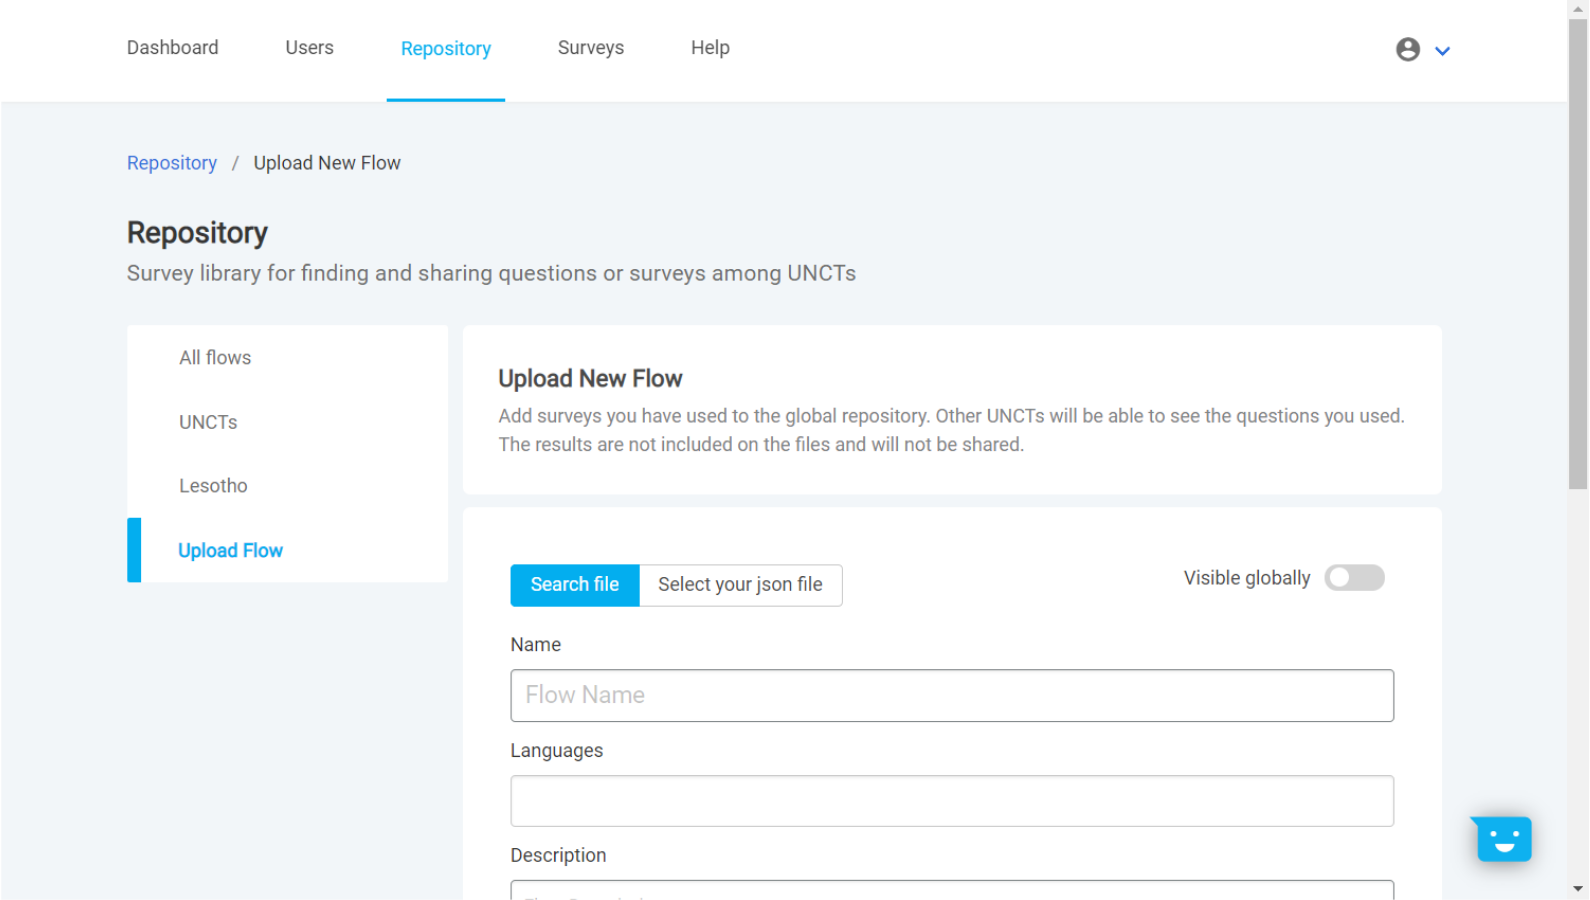 Dashboard
Users
Repository
Surveys
Help
Repository / Upload New Flow
Repository
Survey library for finding and sharing questions or surveys among UNCTs
All flows
UNCTs
Lesotho
Upload Flow
Upload New Flow
Add surveys you have used to the global repository. Other UNCTs will be able to see the questions you used.
The results are not included on the files and will not be shared.
Search file
Select your json file
Visible globally
Name
Flow Name
Languages
Description